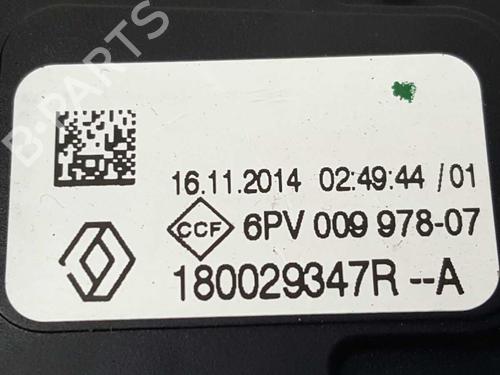 B-PARTS
16.11.2014 02:49:44 /01
CCF 6PV 009 978-07
180029347R --A